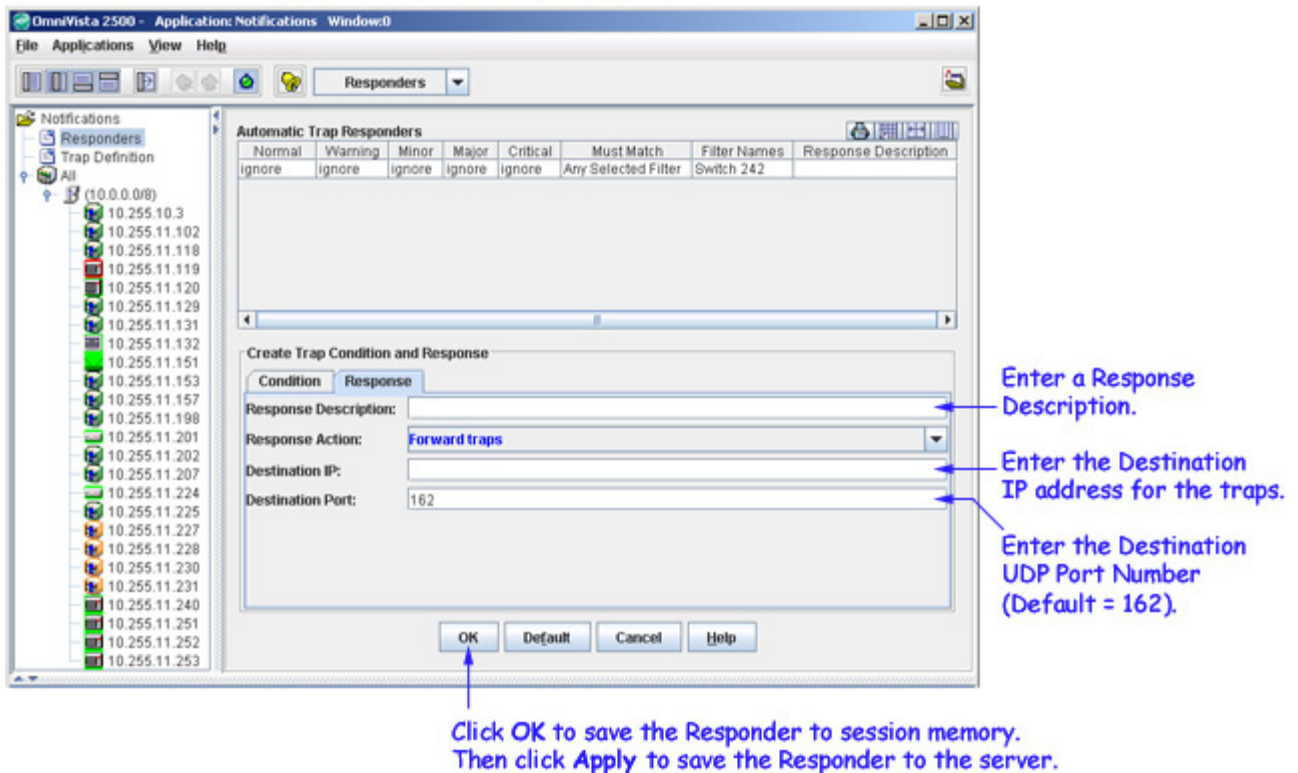 OmniVista 2500 - Application: Notifications Window:0
File Applications View Help
Responders
Notifications
Responders
Trap Definition
All
(10.0.0.0/8)
10.255.10.3
10.255.11.102
10.255.11.118
10.255.11.119
10.255.11.120
10.255.11.129
10.255.11.131
10.255.11.132
10.255.11.151
10.255.11.153
10.255.11.157
10.255.11.198
10.255.11.201
10.255.11.202
10.255.11.207
10.255.11.224
10.255.11.225
10.255.11.227
10.255.11.228
10.255.11.230
10.255.11.231
10.255.11.240
10.255.11.251
10.255.11.252
10.255.11.253
Automatic Trap Responders
Normal Warning Minor Major Critical Must Match Filter Names Response Description
ignore ignore ignore ignore ignore Any Selected Filter Switch 242
Create Trap Condition and Response
Condition Response
Response Description:
Response Action: Forward traps
Destination IP:
Destination Port: 162
OK Default Cancel Help
Enter a Response
Description.
Enter the Destination
IP address for the traps.
Enter the Destination
UDP Port Number
(Default = 162).
Click OK to save the Responder to session memory.
Then click Apply to save the Responder to the server.